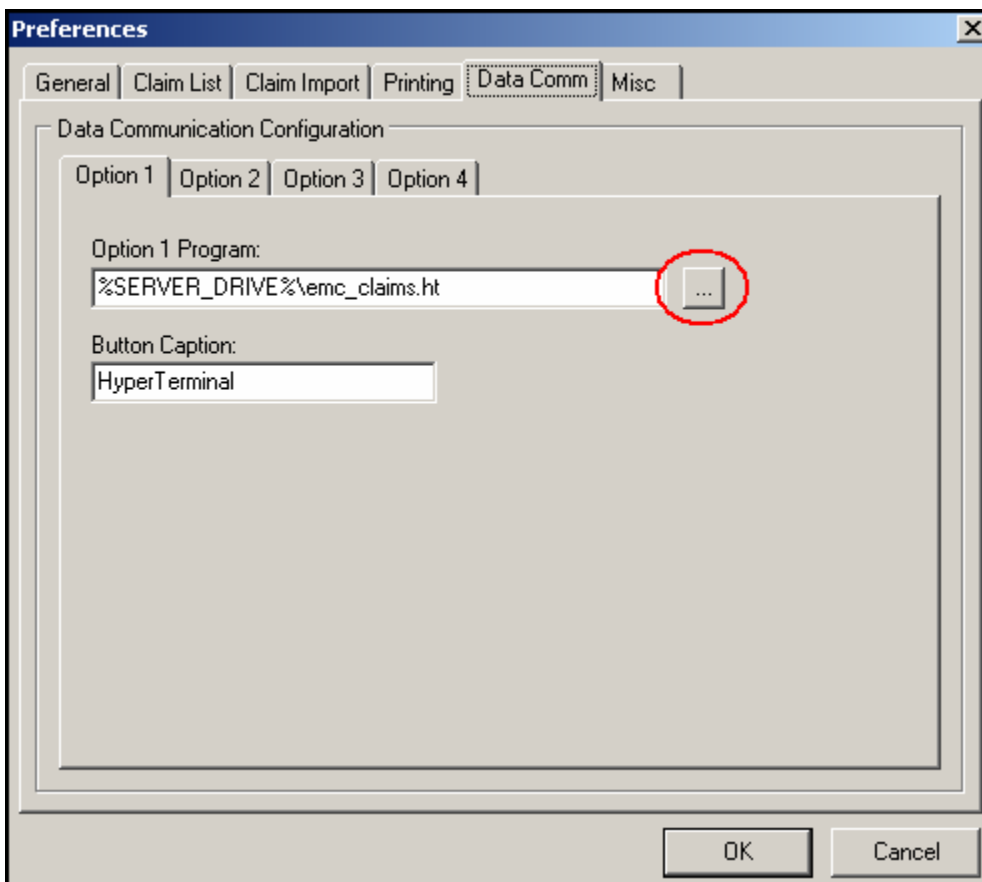 Preferences
General Claim List Claim Import Printing Data Comm Misc
Data Communication Configuration
Option 1 Option 2 Option 3 Option 4
Option 1 Program:
%SERVER_DRIVE%\emc_claims.ht
...
Button Caption:
HyperTerminal
OK Cancel